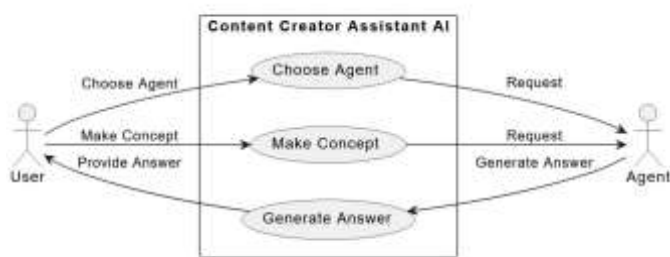 Content Creator Assistant AI
Choose Agent
Choose Agent
Request
Make Concept
Make Concept
Request
Provide Answer
Generate Answer
User
Agent
Generate Answer